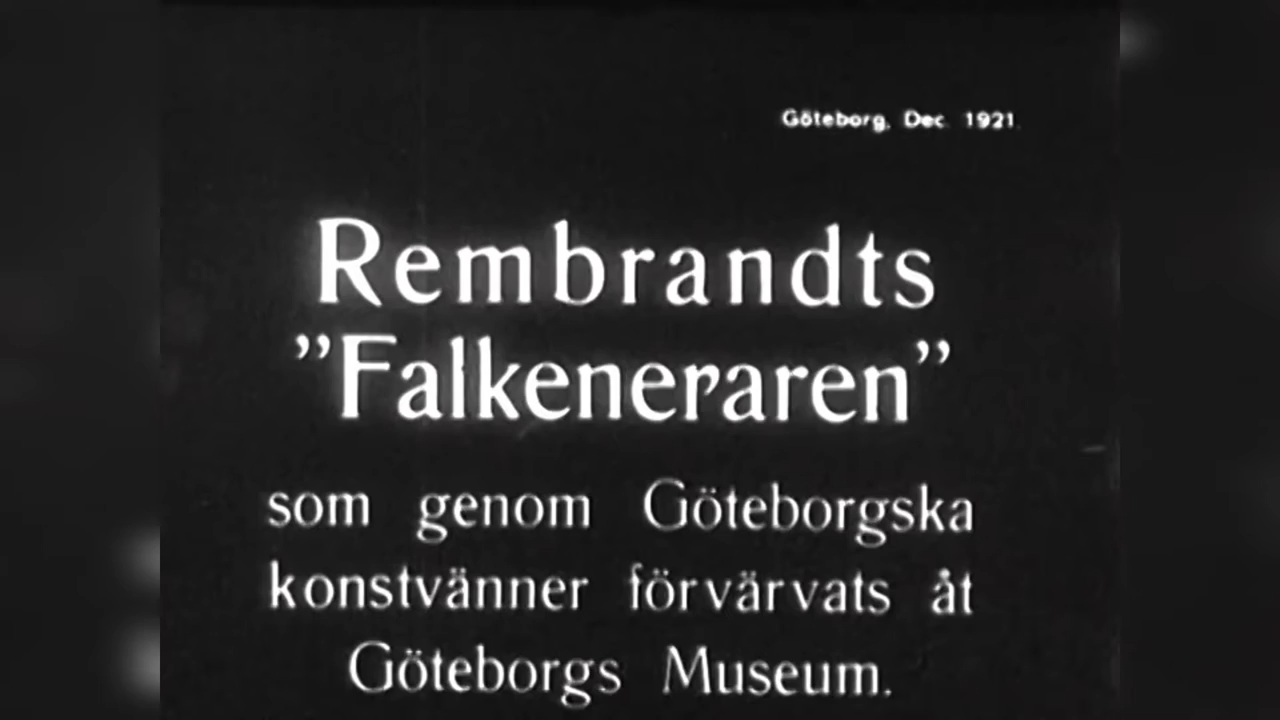 Göteborg, Dec. 1921.
Rembrandts
”Falkeneraren”
som genom Göteborgska
konstvänner förvärvats åt
Göteborgs Museum.